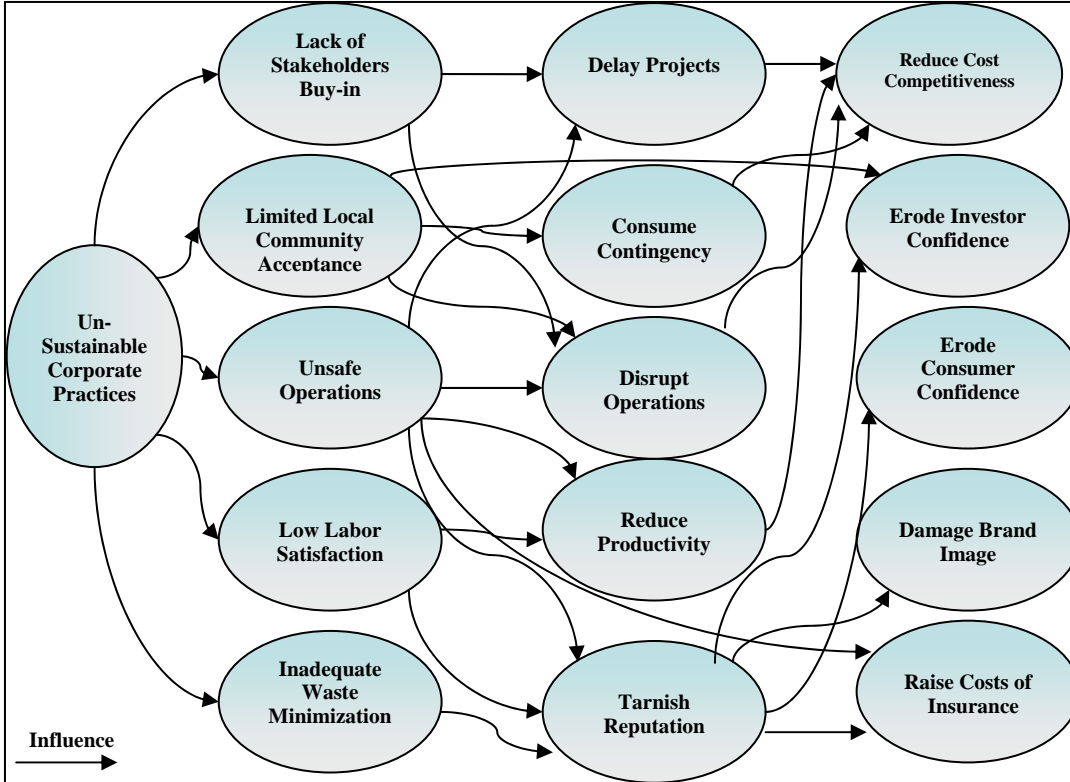 Un-
Sustainable
Corporate
Practices
Lack of
Stakeholders
Buy-in
Limited Local
Community
Acceptance
Unsafe
Operations
Low Labor
Satisfaction
Inadequate
Waste
Minimization
Delay Projects
Consume
Contingency
Disrupt
Operations
Reduce
Productivity
Tarnish
Reputation
Reduce Cost
Competitiveness
Erode Investor
Confidence
Erode
Consumer
Confidence
Damage Brand
Image
Raise Costs of
Insurance
Influence